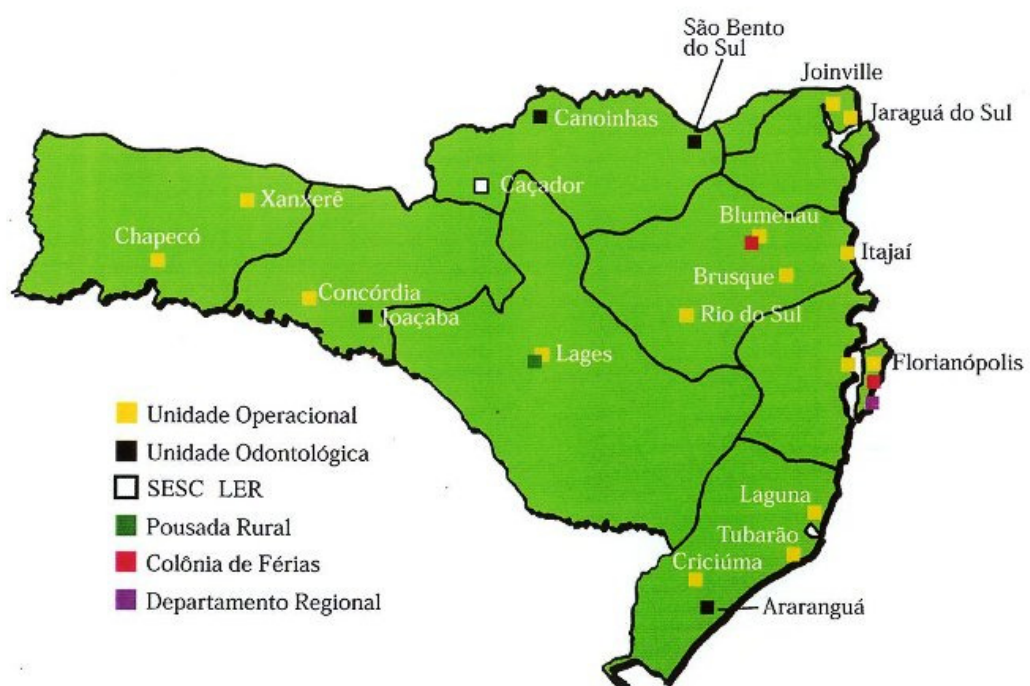 São Bento
do Sul
Joinville
Canoinhas
Jaraguá do Sul
Caçador
Xanxerê
Blumenau
Chapecó
Itajaí
Brusque
Concórdia
Joaçaba
Rio do Sul
Lages
Florianópolis
Unidade Operacional
Unidade Odontológica
SESC LER
Pousada Rural
Colônia de Férias
Departamento Regional
Laguna
Tubarão
Criciúma
Araranguá